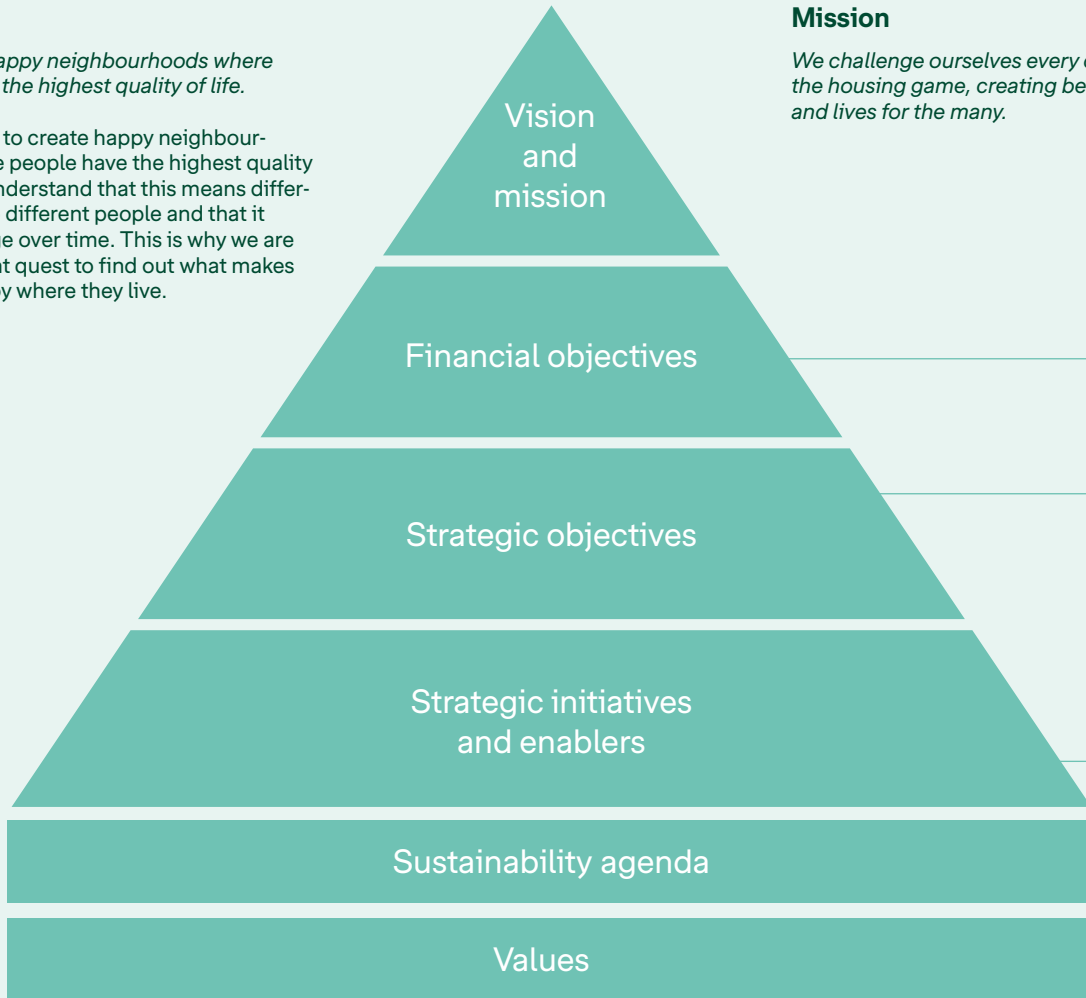 appy neighbourhoods where
the highest quality of life.
to create happy neighbour-
people have the highest quality
nderstand that this means differ-
different people and that it
e over time. This is why we are
t quest to find out what makes
y where they live.
Mission
We challenge ourselves every
the housing game, creating be
and lives for the many.
Vision
and
mission
Financial objectives
Strategic objectives
Strategic initiatives
and enablers
Sustainability agenda
Values